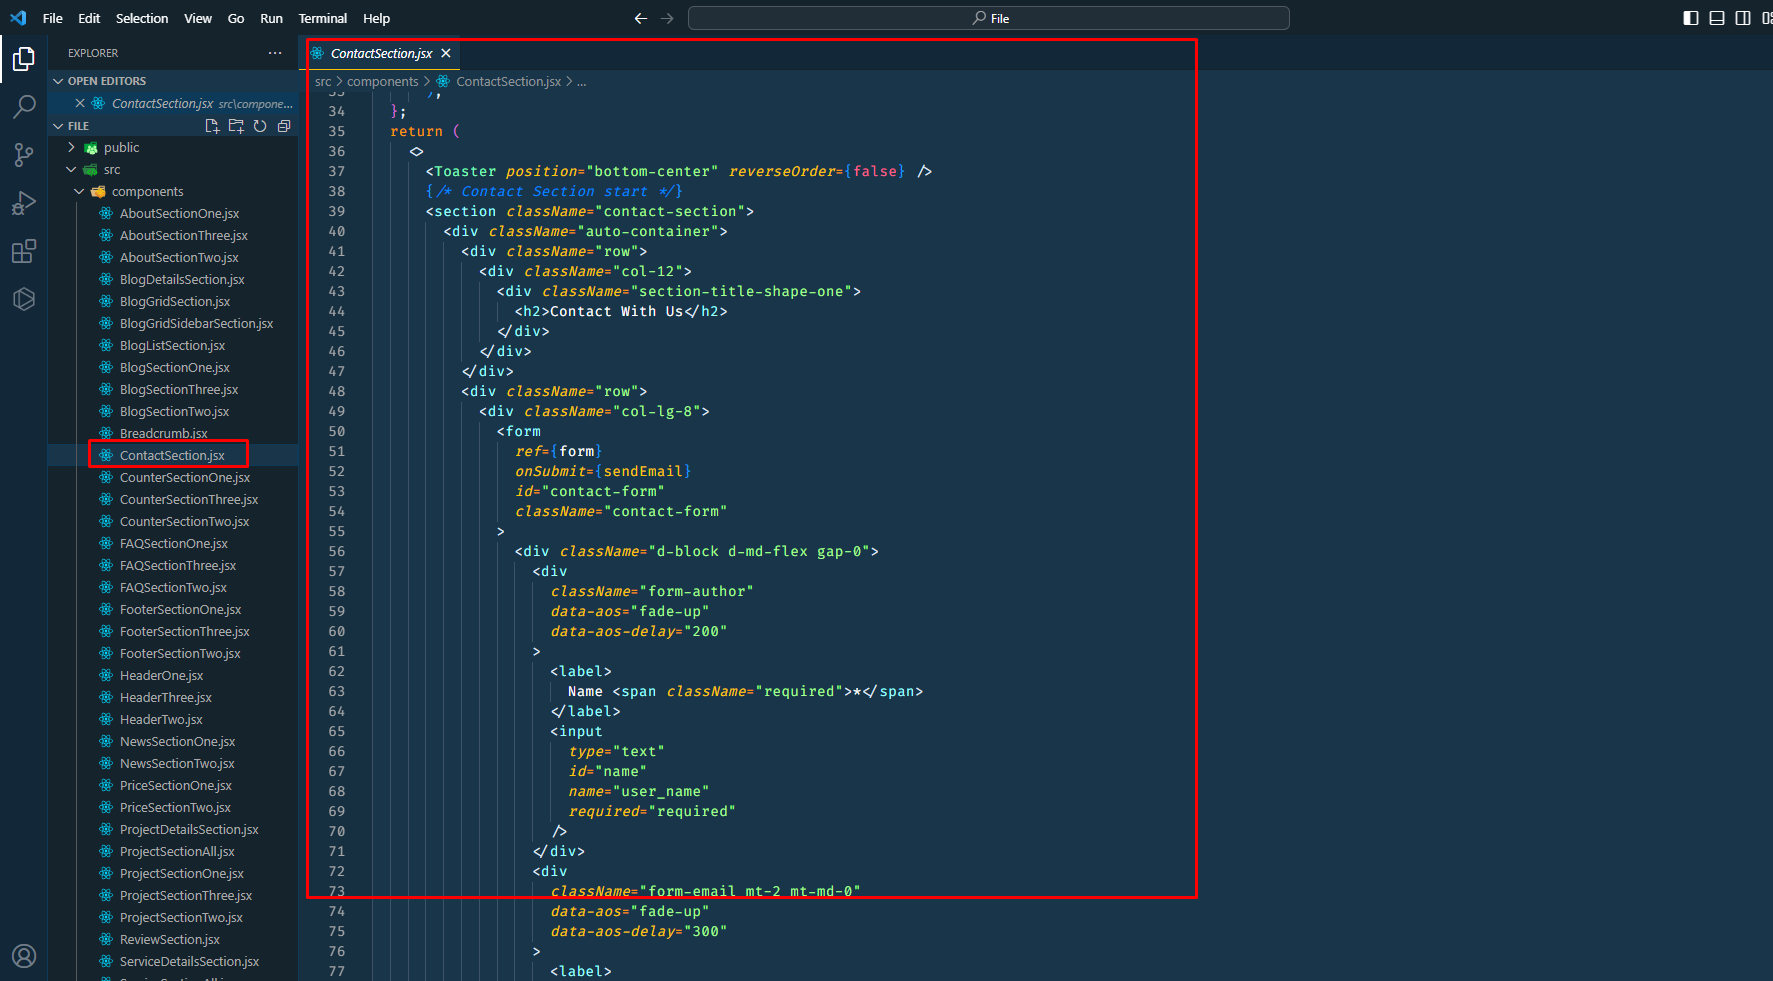 File Edit Selection View Go Run Terminal Help
File
EXPLORER
OPEN EDITORS
ContactSection.jsx src\compone...
FILE
public
src
components
AboutSectionOne.jsx
AboutSectionThree.jsx
AboutSectionTwo.jsx
BlogDetailsSection.jsx
BlogGridSection.jsx
BlogGridSidebarSection.jsx
BlogListSection.jsx
BlogSectionOne.jsx
BlogSectionThree.jsx
BlogSectionTwo.jsx
Breadcrumb.jsx
ContactSection.jsx
CounterSectionOne.jsx
CounterSectionThree.jsx
CounterSectionTwo.jsx
FAQSectionOne.jsx
FAQSectionThree.jsx
FAQSectionTwo.jsx
FooterSectionOne.jsx
FooterSectionThree.jsx
FooterSectionTwo.jsx
HeaderOne.jsx
HeaderThree.jsx
HeaderTwo.jsx
NewsSectionOne.jsx
NewsSectionTwo.jsx
PriceSectionOne.jsx
PriceSectionTwo.jsx
ProjectDetailsSection.jsx
ProjectSectionAll.jsx
ProjectSectionOne.jsx
ProjectSectionThree.jsx
ProjectSectionTwo.jsx
ReviewSection.jsx
ServiceDetailsSection.jsx
ContactSection.jsx
src > components > ContactSection.jsx > ...
34 };
35 return (
36 <>
37 <Toaster position="bottom-center" reverseOrder={false} />
38 {/* Contact Section start */}
39 <section className="contact-section">
40 <div className="auto-container">
41 <div className="row">
42 <div className="col-12">
43 <div className="section-title-shape-one">
44 <h2>Contact With Us</h2>
45 </div>
46 </div>
47 </div>
48 <div className="row">
49 <div className="col-lg-8">
50 <form
51 ref={form}
52 onSubmit={sendEmail}
53 id="contact-form"
54 className="contact-form"
55 >
56 <div className="d-block d-md-flex gap-0">
57 <div
58 className="form-author"
59 data-aos="fade-up"
60 data-aos-delay="200"
61 >
62 <label>
63 Name <span className="required">*</span>
64 </label>
65 <input
66 type="text"
67 id="name"
68 name="user_name"
69 required="required"
70 />
71 </div>
72 <div
73 className="form-email mt-2 mt-md-0"
74 data-aos="fade-up"
75 data-aos-delay="300"
76 >
77 <label>